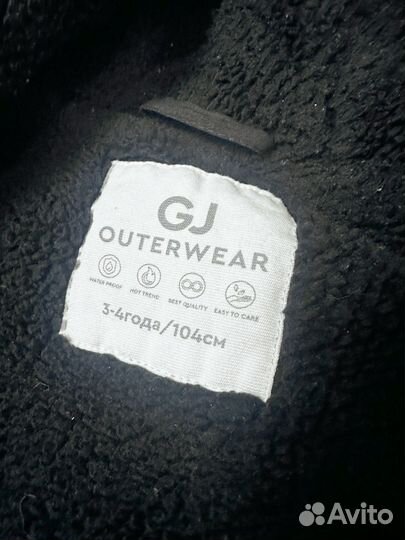 GJ
OUTERWEAR
WATER PROOF HOT TREND BEST QUALITY EASY TO CARE
3-4года/104см
Avito